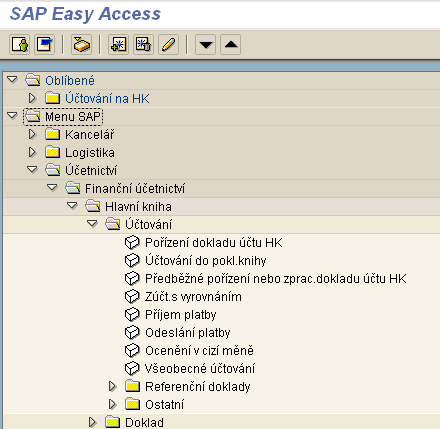 SAP Easy Access
Oblíbené
Účtování na HK
Menu SAP
Kancelář
Logistika
Účetnictví
Finanční účetnictví
Hlavní kniha
Účtování
Pořízení dokladu účtu HK
Účtování do pokl.knihy
Předběžné pořízení nebo zprac.dokladu účtu HK
Zúčt.s vyrovnáním
Příjem platby
Odeslání platby
Ocenění v cizí měně
Všeobecné účtování
Referenční doklady
Ostatní
Doklad